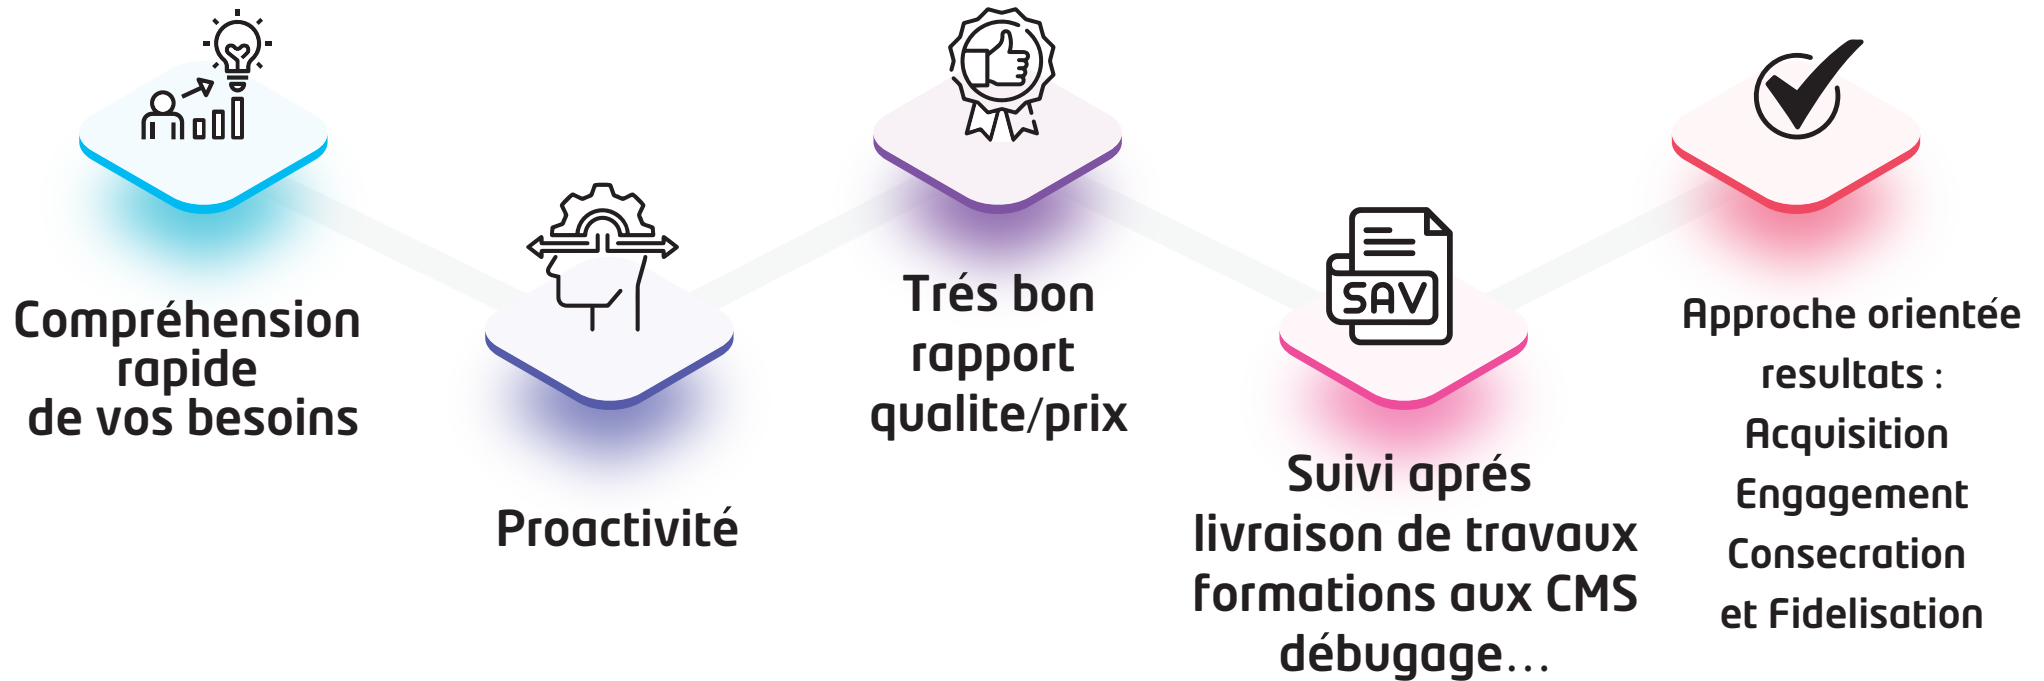 Compréhension
rapide
de vos besoins
Proactivité
Trés bon
rapport
qualite/prix
SAV
Suivi aprés
livraison de travaux
formations aux CMS
débugage...
Approche orientée
resultats :
Acquisition
Engagement
Consecration
et Fidelisation